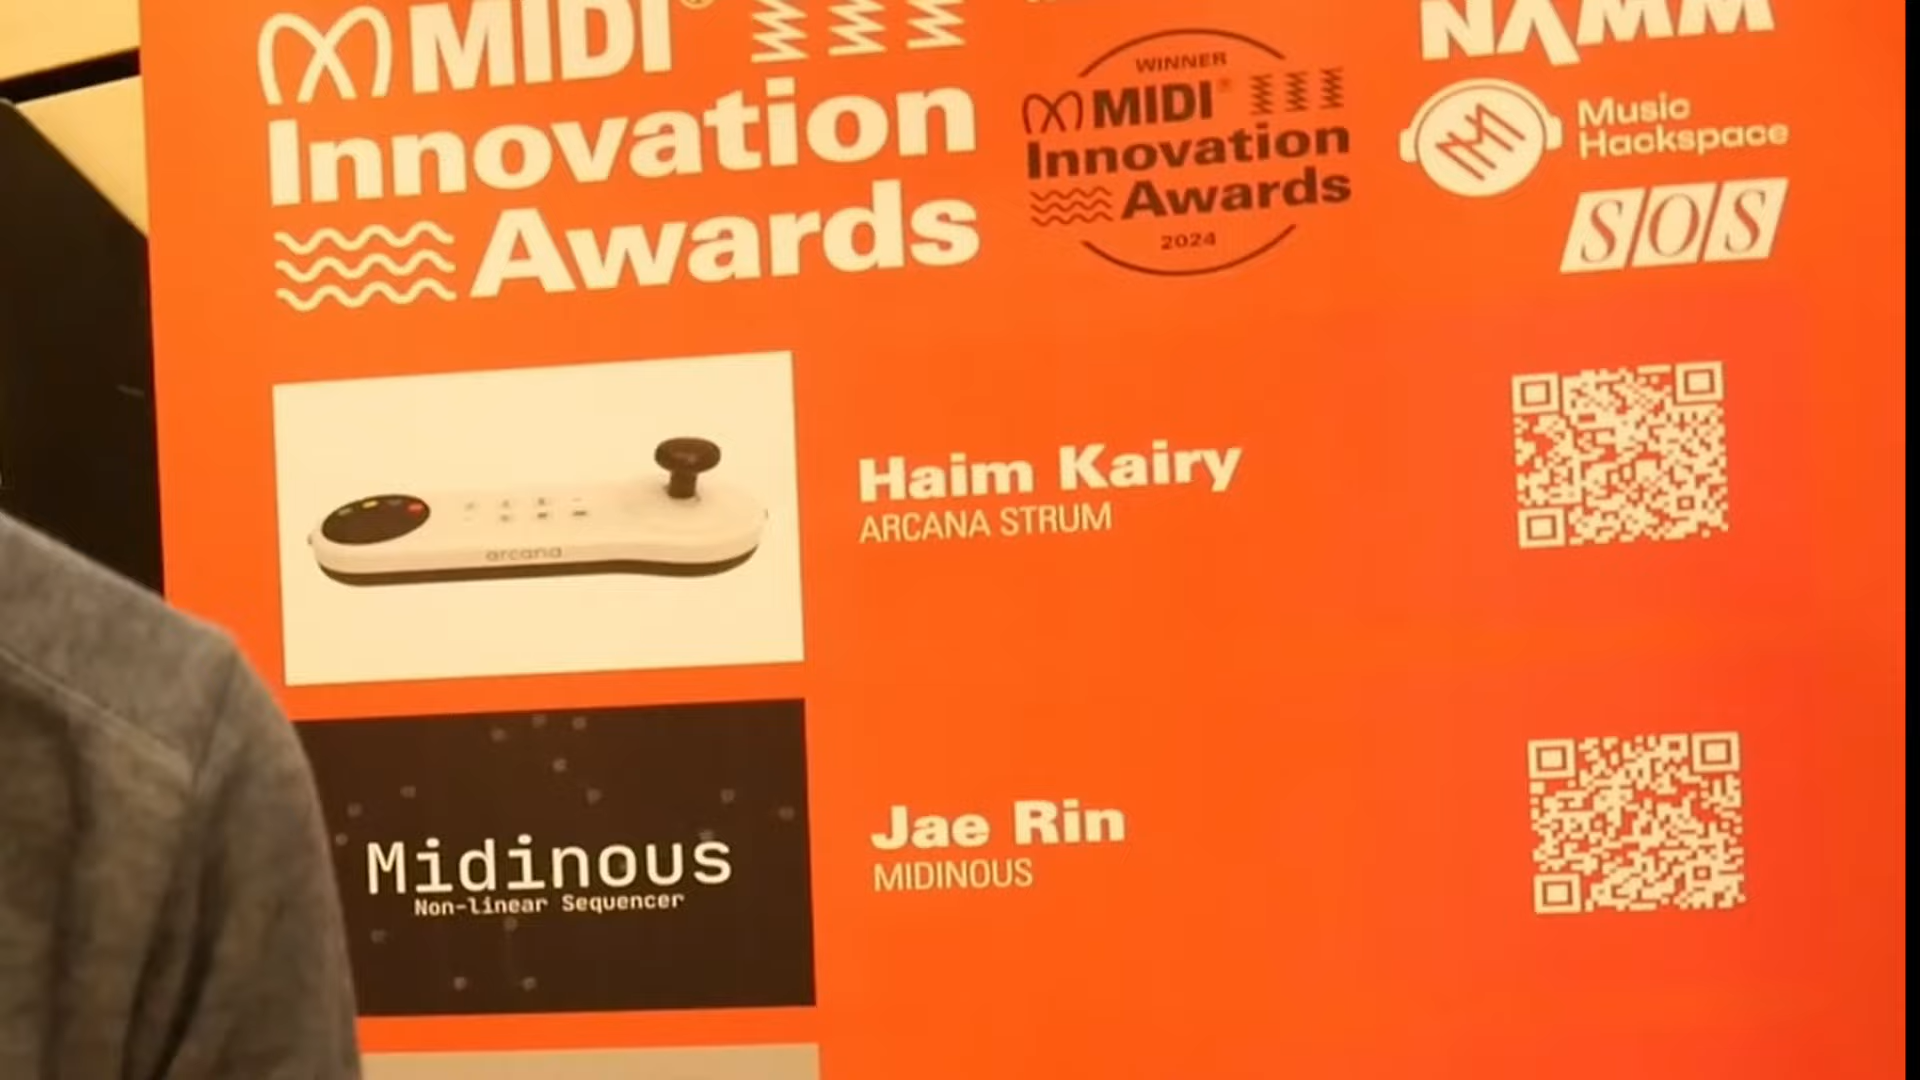 MIDI®
Innovation
Awards
WINNER
MIDI®
Innovation
Awards
2024
NAMM
Music
Hackspace
SOS
arcana
Haim Kairy
ARCANA STRUM
Midinous
Non-linear Sequencer
Jae Rin
MIDINOUS